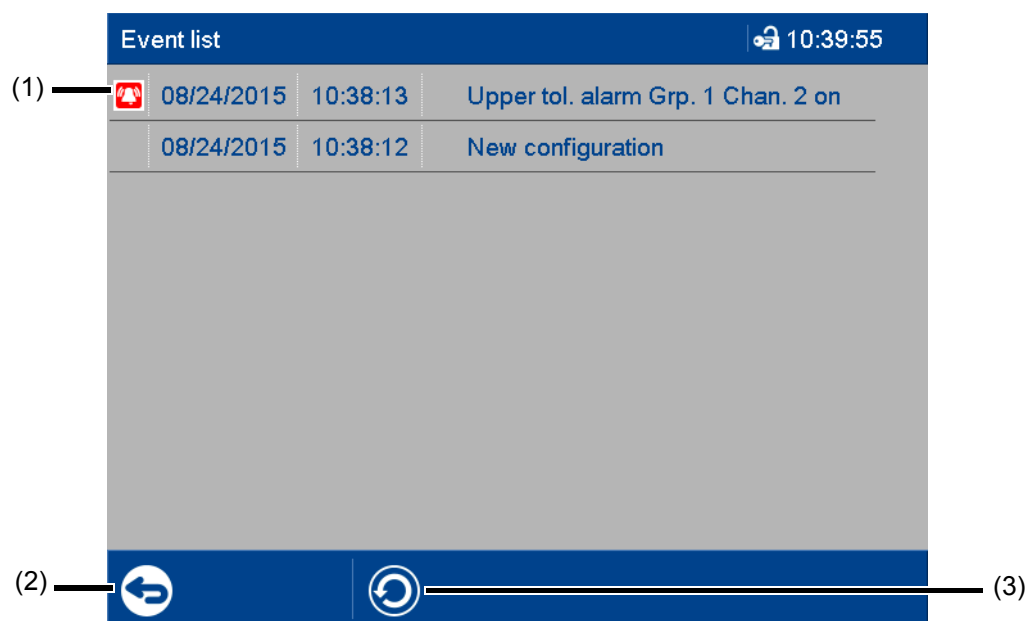 Event list 10:39:55
(1) 08/24/2015 10:38:13 Upper tol. alarm Grp. 1 Chan. 2 on
08/24/2015 10:38:12 New configuration
(2) (3)